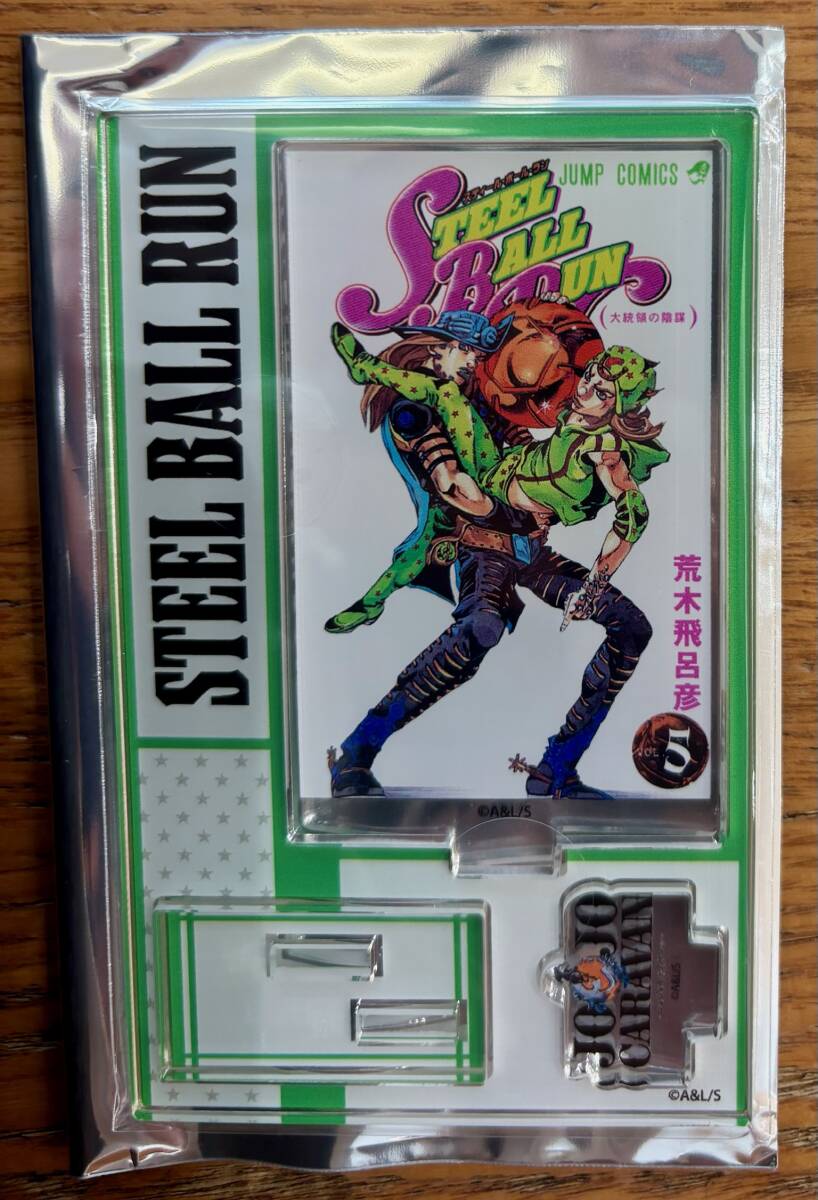 STEEL BALL RUN
スティール・ボール・ラン
JUMP COMICS
STEEL
BALL
RUN
(大統領の陰謀)
荒木飛呂彦
VOL.
5
©A&L/S
JOJO
CARAVAN
©A&L/S
©A&L/S